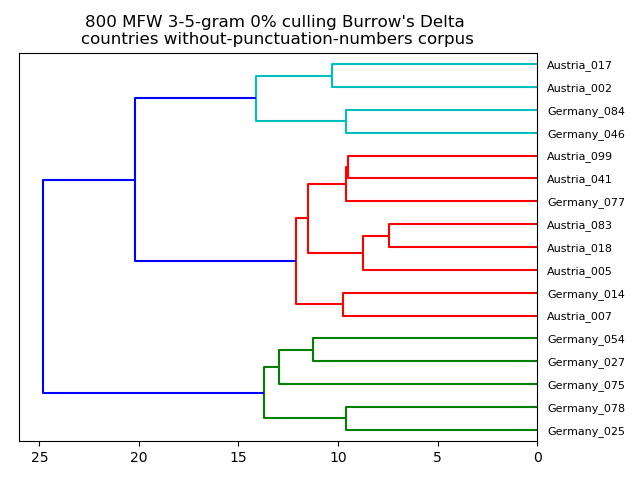 800 MFW 3-5-gram 0% culling Burrow's Delta
countries without-punctuation-numbers corpus
Austria_017
Austria_002
Germany_084
Germany_046
Austria_099
Austria_041
Germany_077
Austria_083
Austria_018
Austria_005
Germany_014
Austria_007
Germany_054
Germany_027
Germany_075
Germany_078
Germany_025
25 20 15 10 5 0